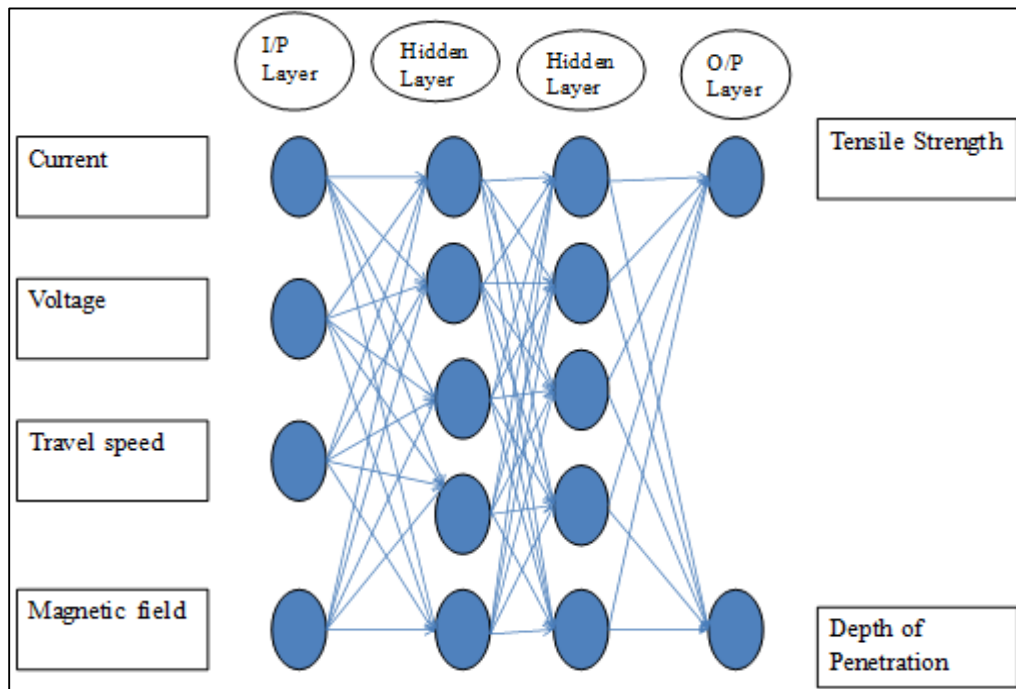 I/P
Layer
Hidden
Layer
Hidden
Layer
O/P
Layer
Current
Tensile Strength
Voltage
Travel speed
Magnetic field
Depth of
Penetration